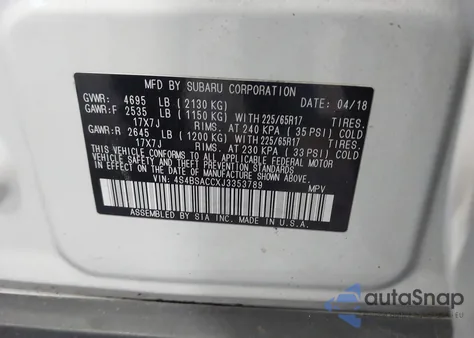 MFD BY SUBARU CORPORATION DATE: 04/18
GVWR: 4695 LB (2130 KG)
GAWR:F 2535 LB (1150 KG) WITH 225/65R17 TIRES.
17X7J RIMS. AT 240 KPA (35 PSI) COLD
GAWR:R 2645 LB (1200 KG) WITH 225/65R17 TIRES.
17X7J RIMS. AT 230 KPA (33 PSI) COLD
THIS VEHICLE CONFORMS TO ALL APPLICABLE FEDERAL MOTOR
VEHICLE SAFETY, BUMPER, AND THEFT PREVENTION STANDARDS
IN EFFECT ON THE DATE OF MANUFACTURE SHOWN ABOVE.
VIN: 4S4BSACCXJ3353789 MPV
ASSEMBLED BY SIA INC. MADE IN U.S.A.
autoSnap